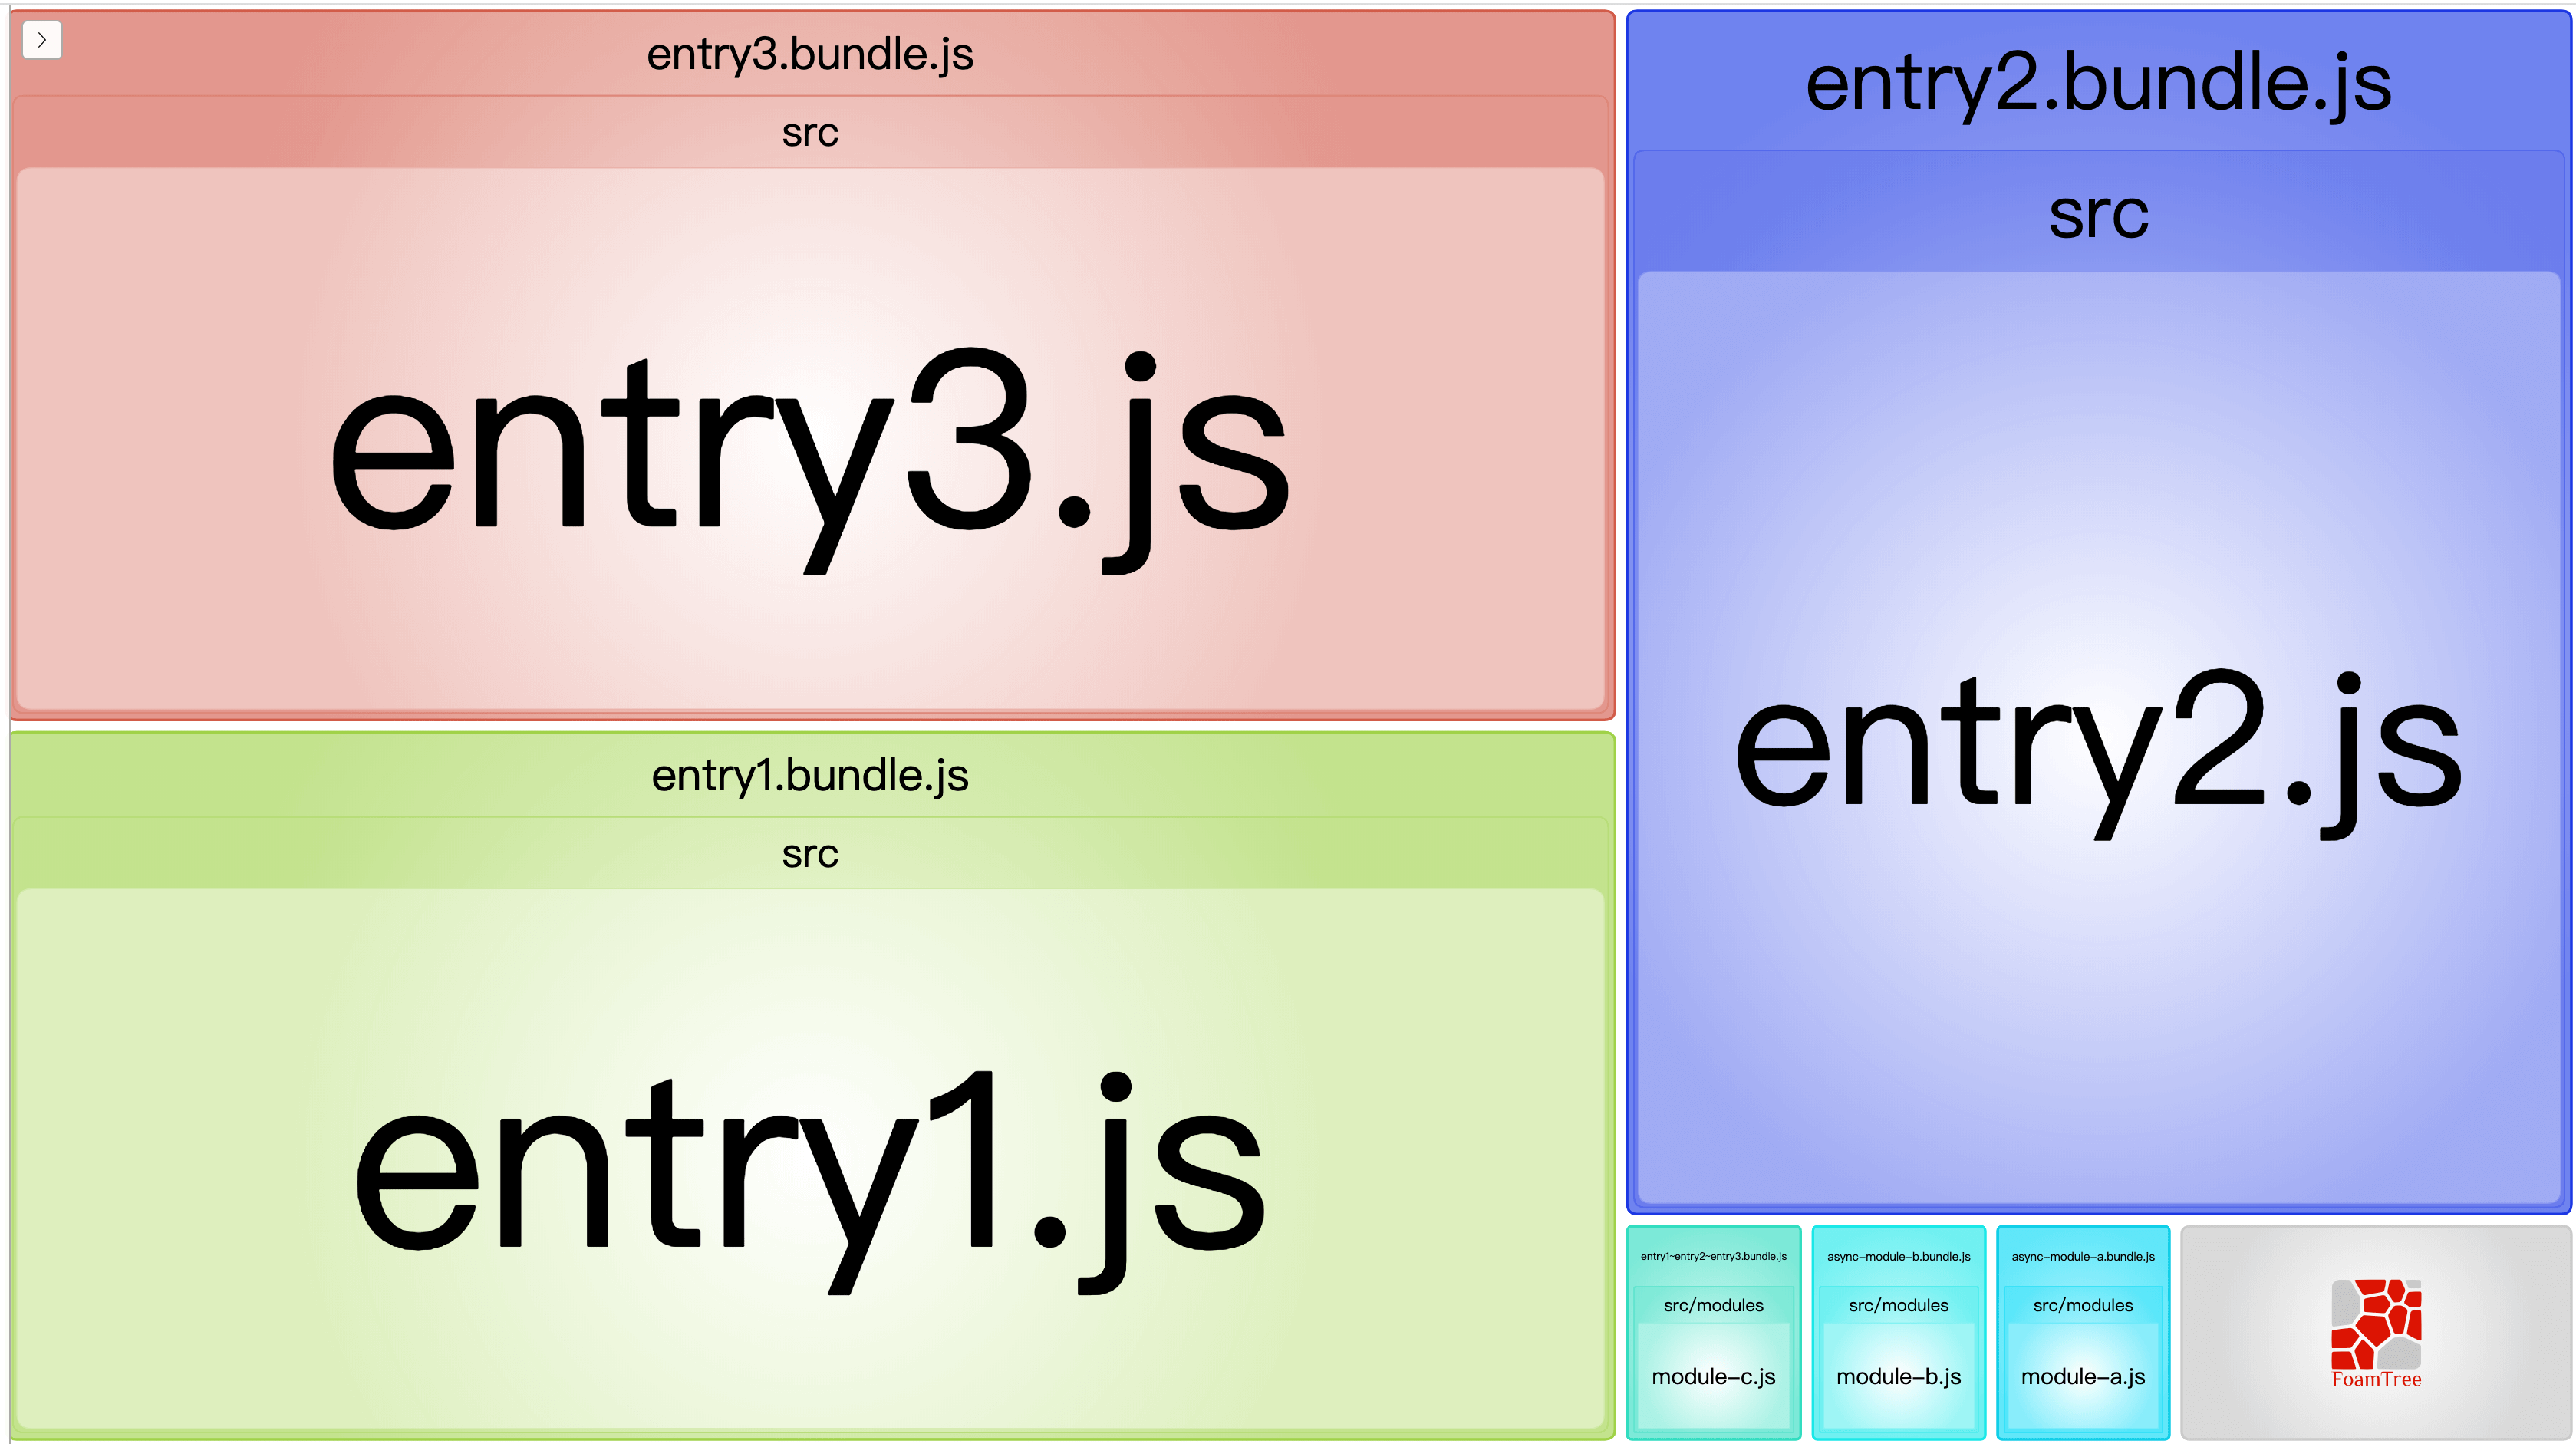 entry3.bundle.js
src
entry3.js
entry1.bundle.js
src
entry1.js
entry2.bundle.js
src
entry2.js
entry1~entry2~entry3.bundle.js
src/modules
module-c.js
async-module-b.bundle.js
src/modules
module-b.js
async-module-a.bundle.js
src/modules
module-a.js
FoamTree